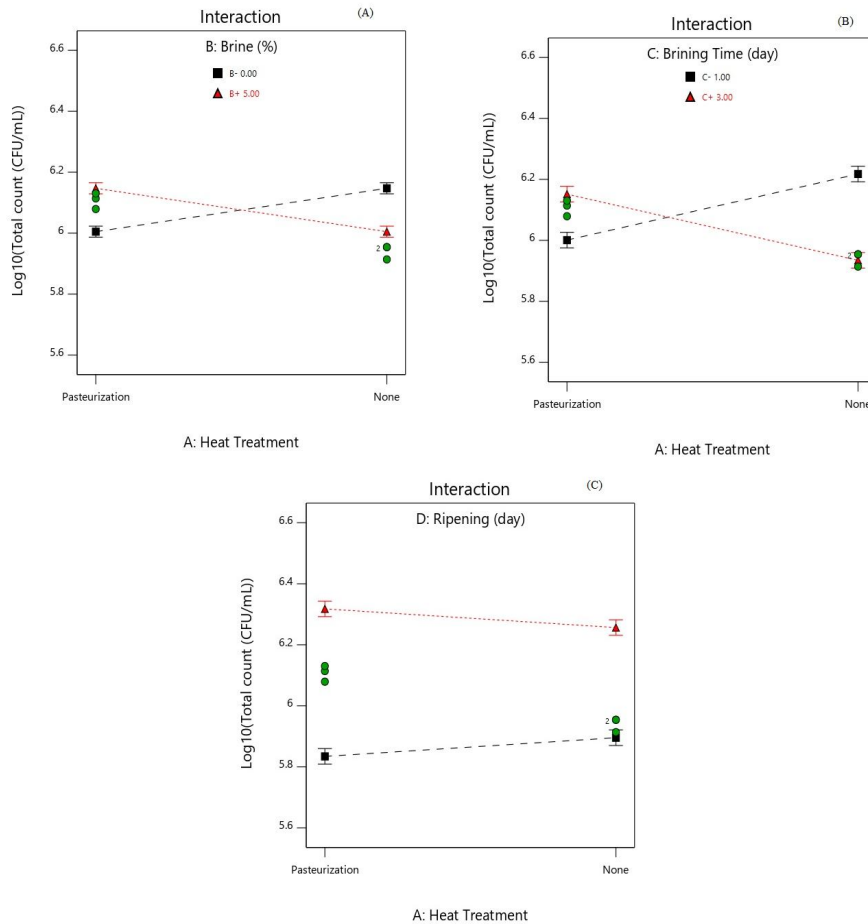 Interaction (A)
B: Brine (%)
B- 0.00
B+ 5.00
Log10(Total count (CFU/mL))
6.6
6.4
6.2
6
5.8
5.6
2
Pasteurization None
A: Heat Treatment
Interaction (B)
C: Brining Time (day)
C- 1.00
C+ 3.00
Log10(Total count (CFU/mL))
6.6
6.4
6.2
6
5.8
5.6
2
Pasteurization None
A: Heat Treatment
Interaction (C)
D: Ripening (day)
Log10(Total count (CFU/mL))
6.6
6.4
6.2
6
5.8
5.6
2
Pasteurization None
A: Heat Treatment